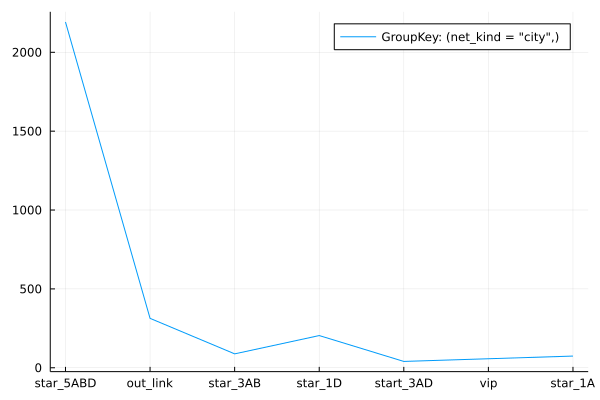 GroupKey: (net_kind = "city",)
2000
1500
1000
500
0
star_5ABD out_link star_3AB star_1D start_3AD vip star_1A